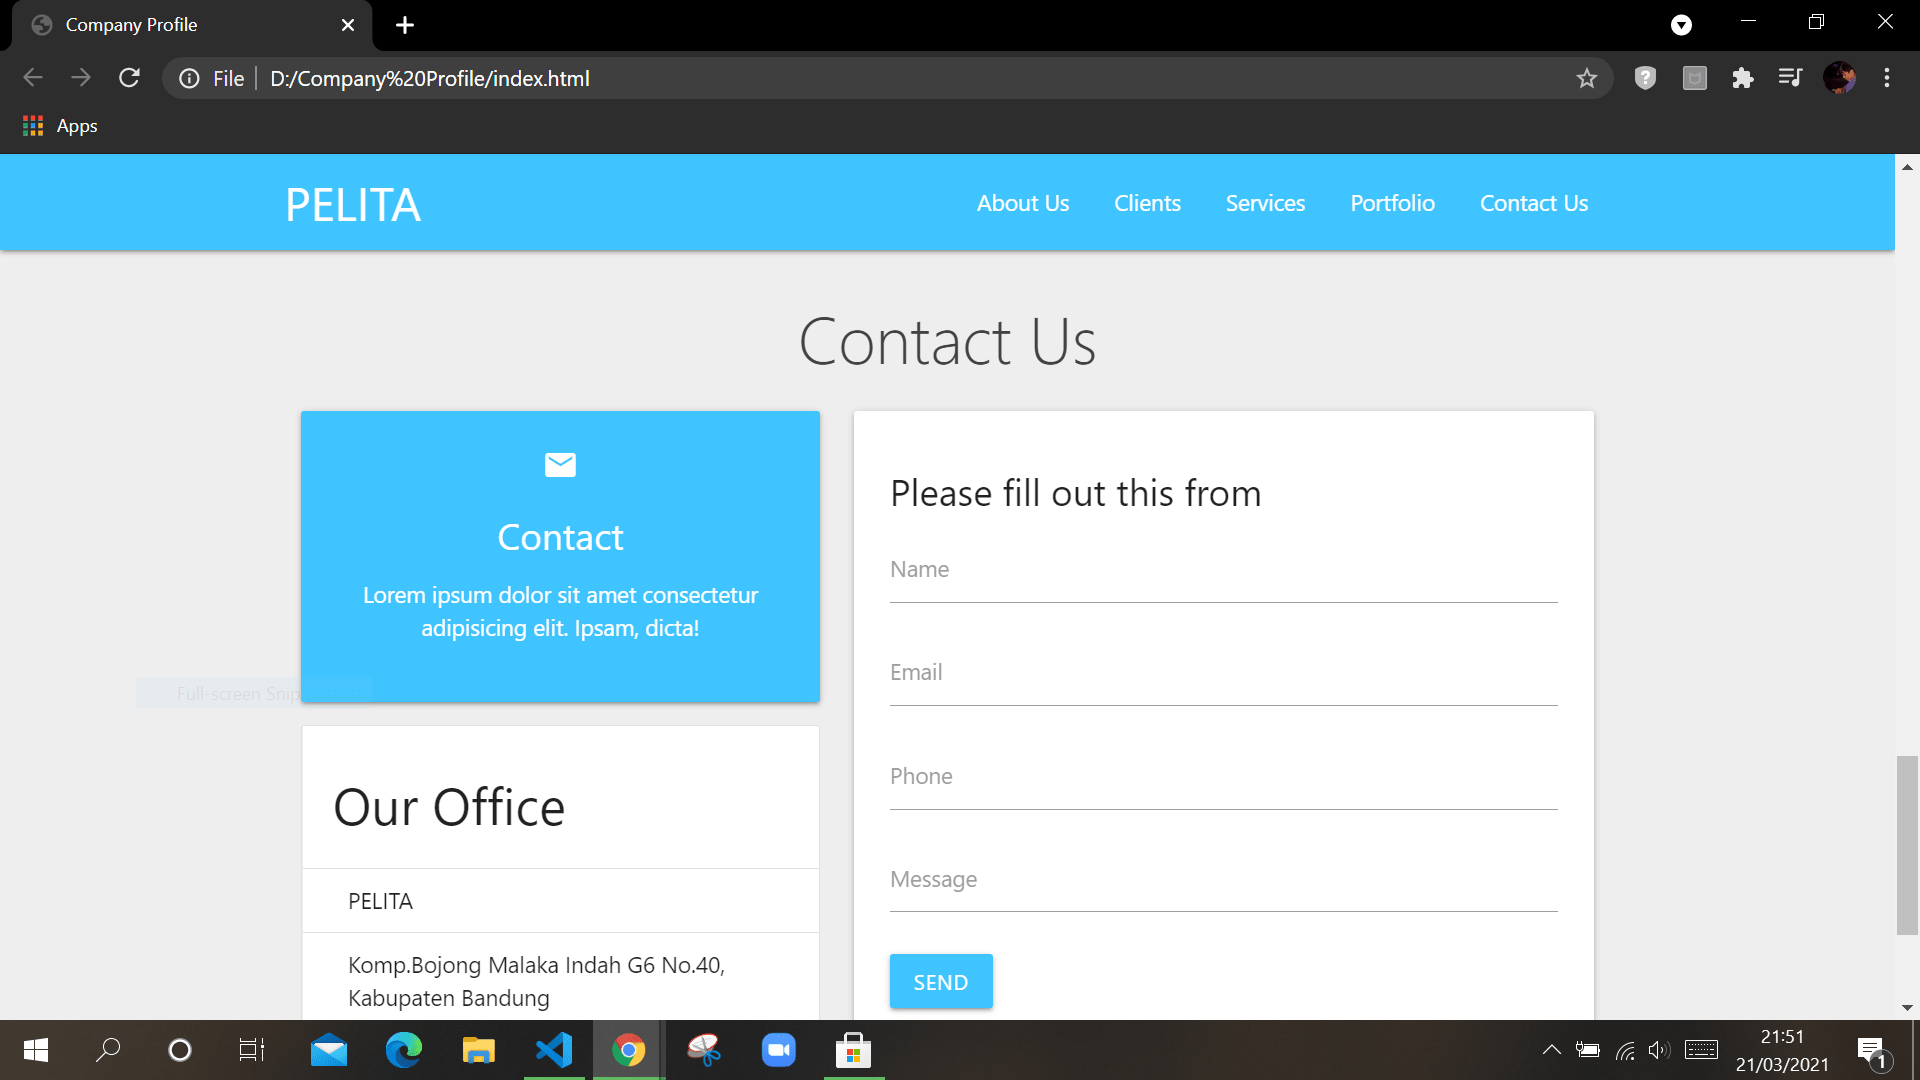 Company Profile
File
D:/Company%20Profile/index.html
Apps
PELITA
About Us
Clients
Services
Portfolio
Contact Us
Contact Us
Contact
Lorem ipsum dolor sit amet consectetur
adipisicing elit. Ipsam, dicta!
Full-screen Snip
Our Office
PELITA
Komp.Bojong Malaka Indah G6 No.40,
Kabupaten Bandung
Please fill out this from
Name
Email
Phone
Message
SEND
21:51
21/03/2021
1